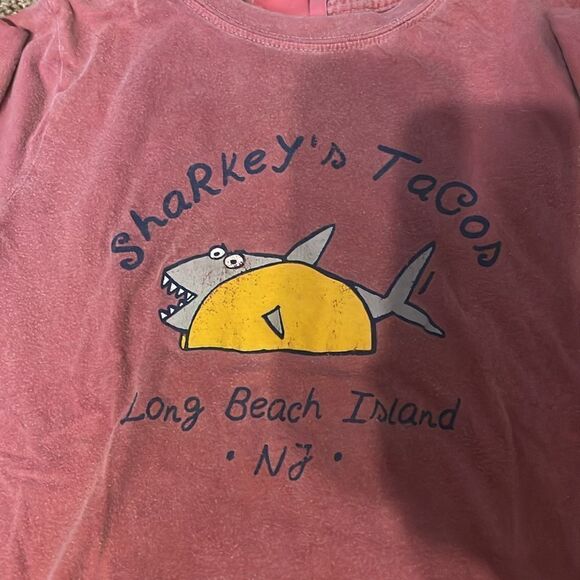 ShaRkey's TaCos
Long Beach Island
• NJ •